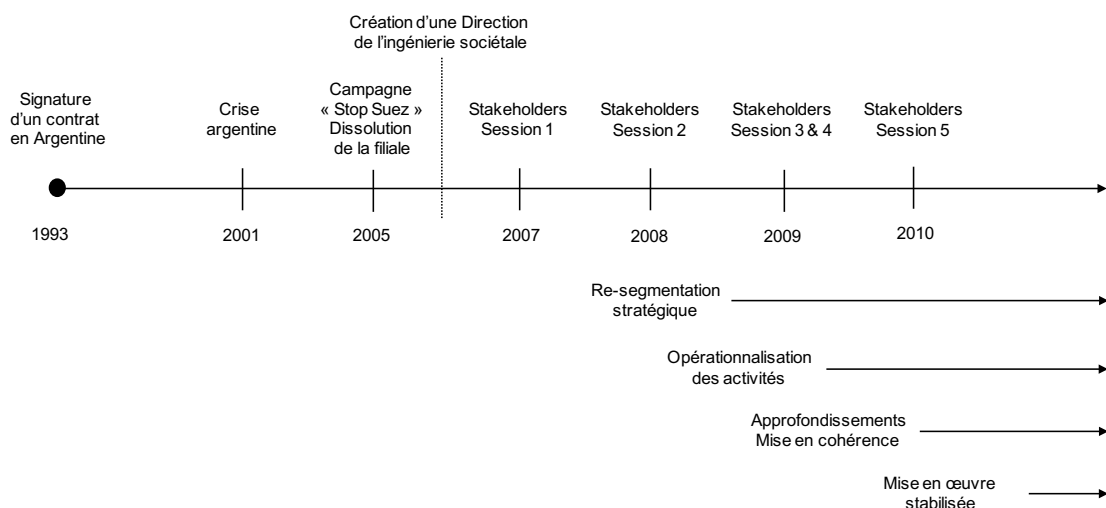 Création d'une Direction
de l'ingénierie sociétale
Signature
d'un contrat
en Argentine
Crise
argentine
Campagne
« Stop Suez »
Dissolution
de la filiale
Stakeholders
Session 1
Stakeholders
Session 2
Stakeholders
Session 3 & 4
Stakeholders
Session 5
1993
2001
2005
2007
2008
2009
2010
Re-segmentation
stratégique
Opérationnalisation
des activités
Approfondissements
Mise en cohérence
Mise en œuvre
stabilisée